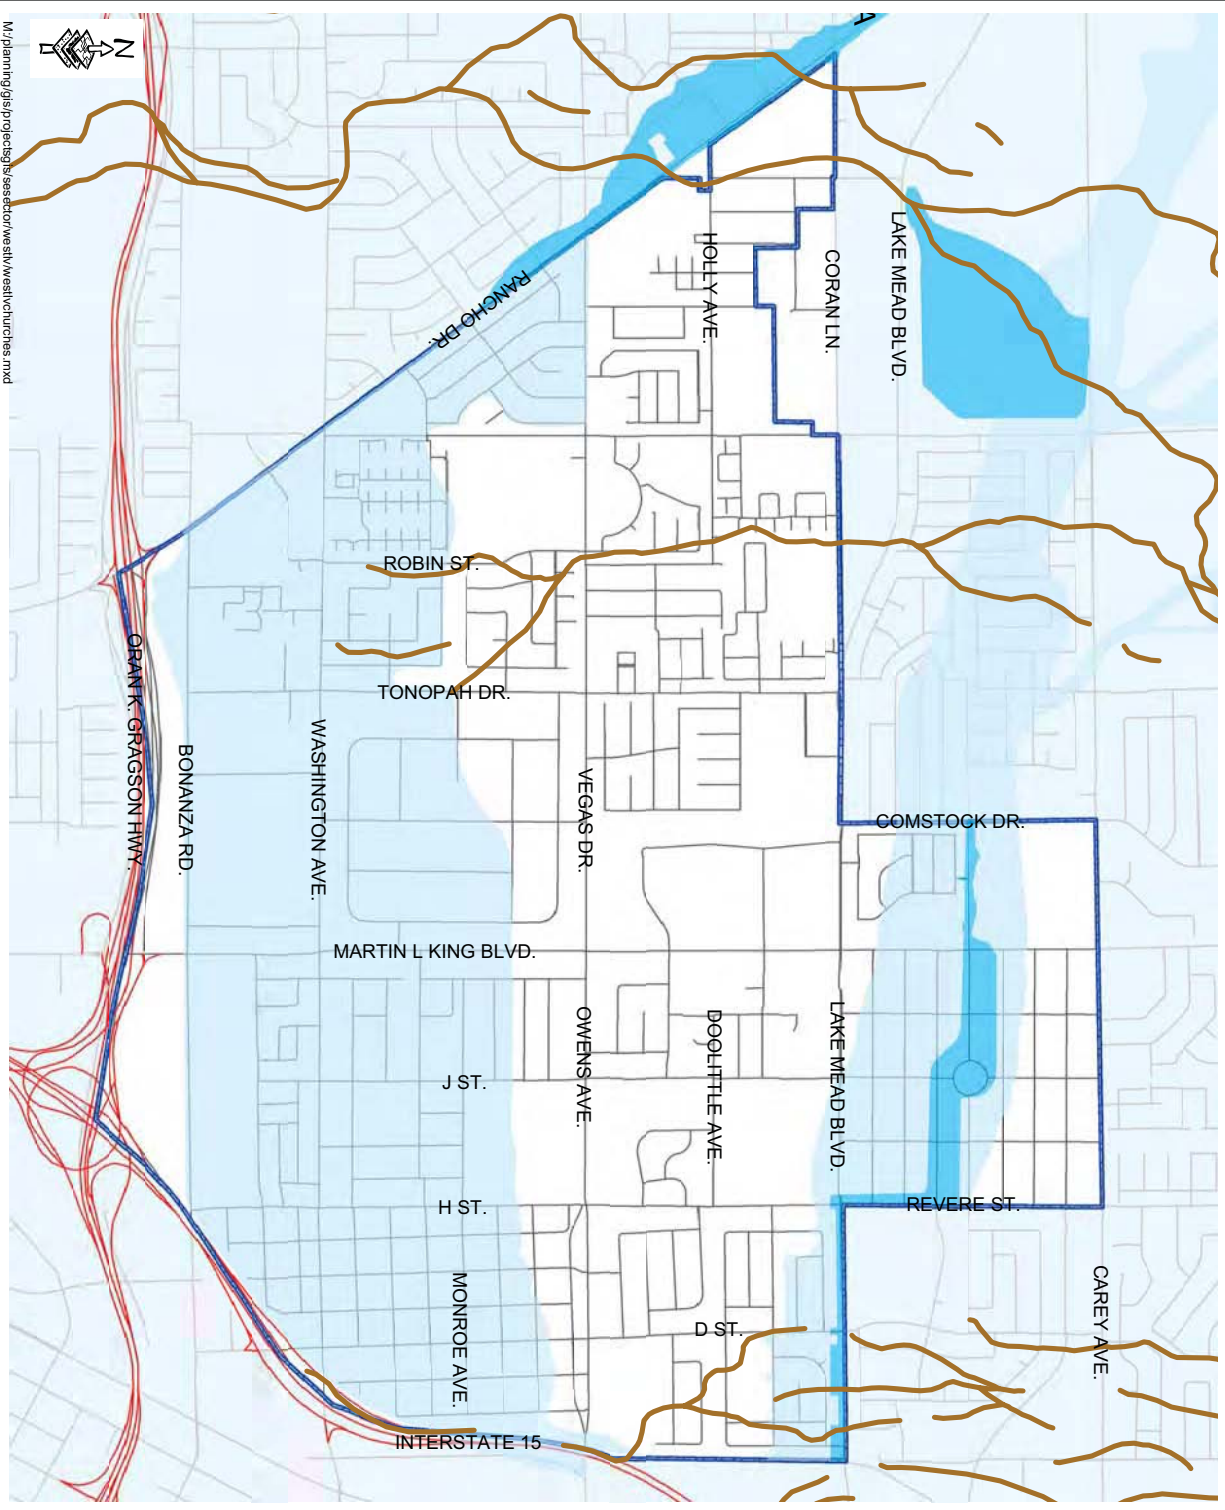 N
M:/planning/gis/projectsgis/sesector/westlv/westlvchurches.mxd
LAKE MEAD BLVD.
HOLLY AVE.
CORAN LN.
RANCHO DR.
ROBIN ST.
ORAN K. GRAGSON HWY.
TONOPAH DR.
WASHINGTON AVE.
BONANZA RD.
VEGAS DR.
COMSTOCK DR.
MARTIN L KING BLVD.
OWENS AVE.
DOOLITTLE AVE.
LAKE MEAD BLVD.
J ST.
H ST.
REVERE ST.
MONROE AVE.
CAREY AVE.
D ST.
INTERSTATE 15